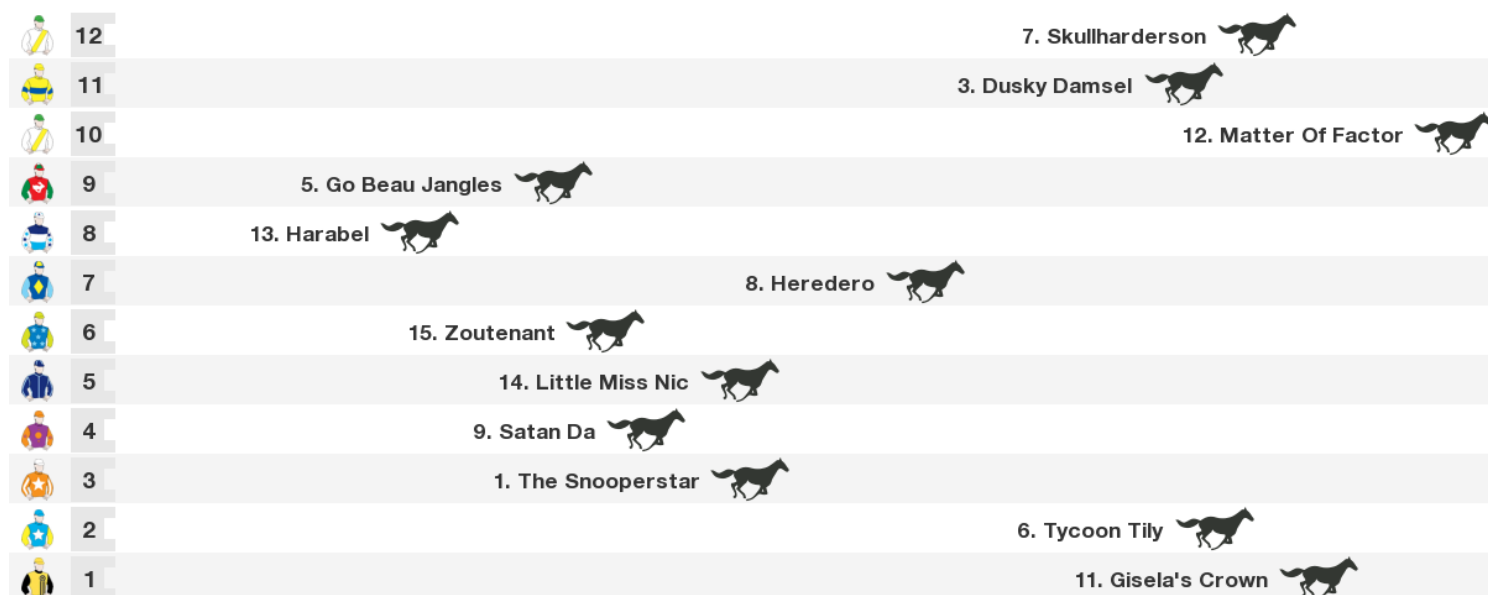 12 7. Skullharderson
11 3. Dusky Damsel
10 12. Matter Of Factor
9 5. Go Beau Jangles
8 13. Harabel
7 8. Heredero
6 15. Zoutenant
5 14. Little Miss Nic
4 9. Satan Da
3 1. The Snooperstar
2 6. Tycoon Tily
1 11. Gisela's Crown